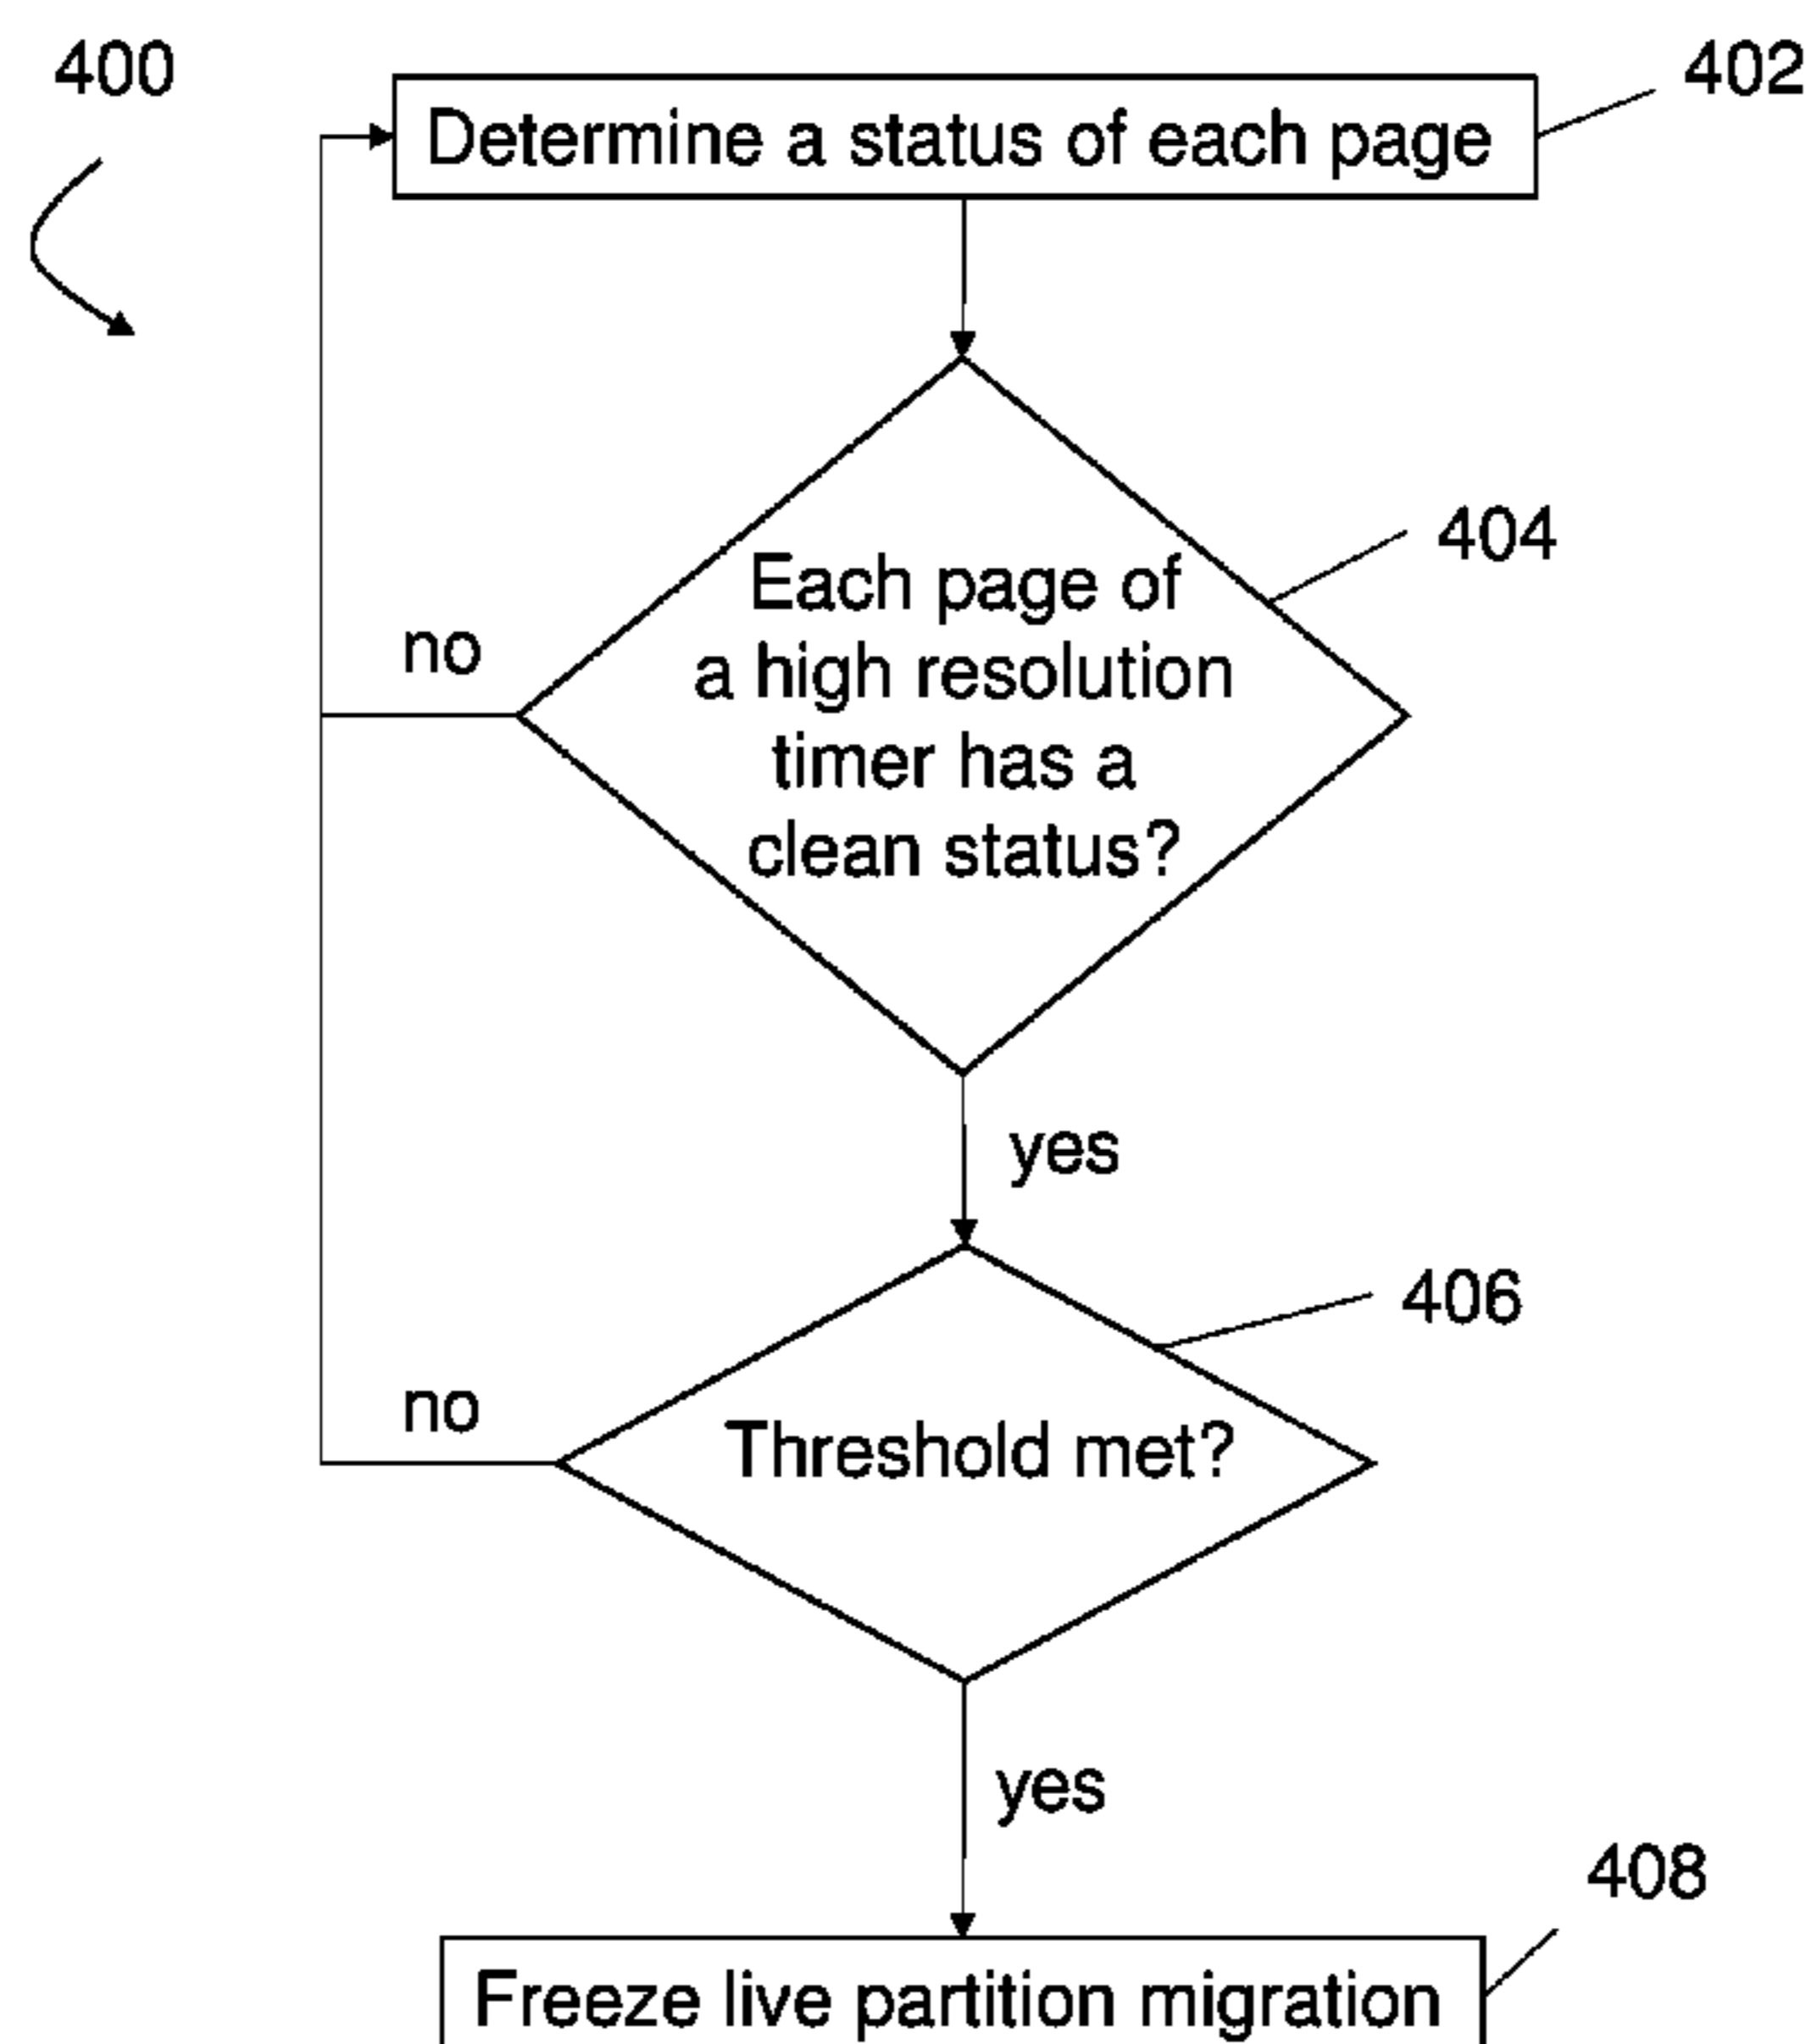 400
402
Determine a status of each page
404
Each page of
a high resolution
timer has a
clean status?
no
yes
406
Threshold met?
no
yes
408
Freeze live partition migration